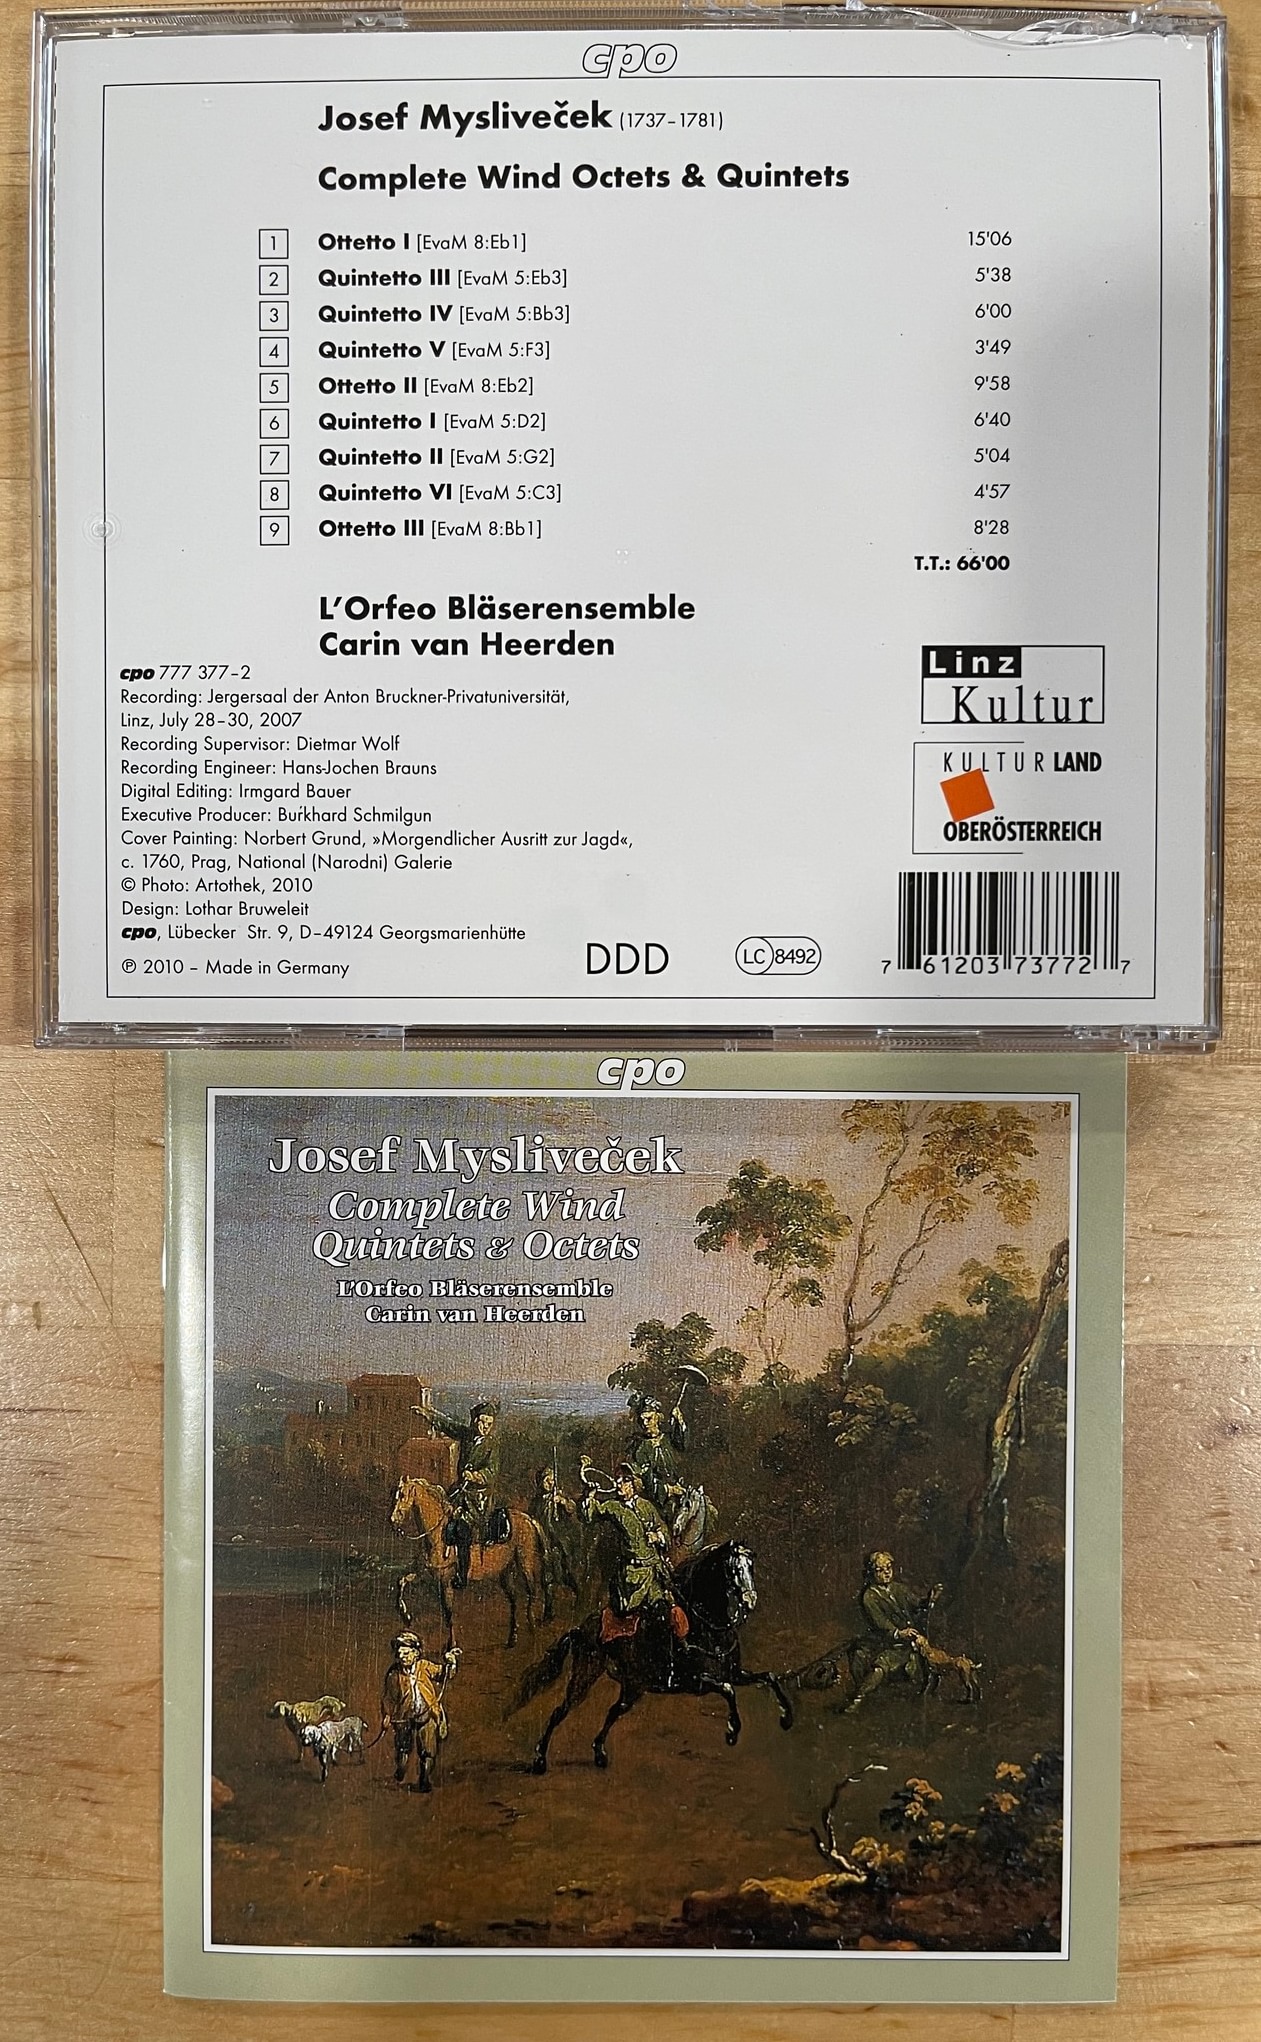 cpo
Josef Mysliveček (1737–1781)
Complete Wind Octets & Quintets
1 Ottetto I [EvaM 8:Eb1] 15'06
2 Quintetto III [EvaM 5:Eb3] 5'38
3 Quintetto IV [EvaM 5:Bb3] 6'00
4 Quintetto V [EvaM 5:F3] 3'49
5 Ottetto II [EvaM 8:Eb2] 9'58
6 Quintetto I [EvaM 5:D2] 6'40
7 Quintetto II [EvaM 5:G2] 5'04
8 Quintetto VI [EvaM 5:C3] 4'57
9 Ottetto III [EvaM 8:Bb1] 8'28
T.T.: 66'00
L'Orfeo Bläserensemble
Carin van Heerden
cpo 777 377–2
Recording: Jergersaal der Anton Bruckner-Privatuniversität,
Linz, July 28–30, 2007
Recording Supervisor: Dietmar Wolf
Recording Engineer: Hans-Jochen Brauns
Digital Editing: Irmgard Bauer
Executive Producer: Burkhard Schmilgun
Cover Painting: Norbert Grund, »Morgendlicher Ausritt zur Jagd«,
c. 1760, Prag, National (Narodni) Galerie
© Photo: Artothek, 2010
Design: Lothar Bruweleit
cpo, Lübecker Str. 9, D–49124 Georgsmarienhütte
℗ 2010 – Made in Germany
DDD
LC 8492
Linz
Kultur
KULTURLAND
OBERÖSTERREICH
7 61203 73772 7
cpo
Josef Mysliveček
Complete Wind
Quintets & Octets
L'Orfeo Bläserensemble
Carin van Heerden